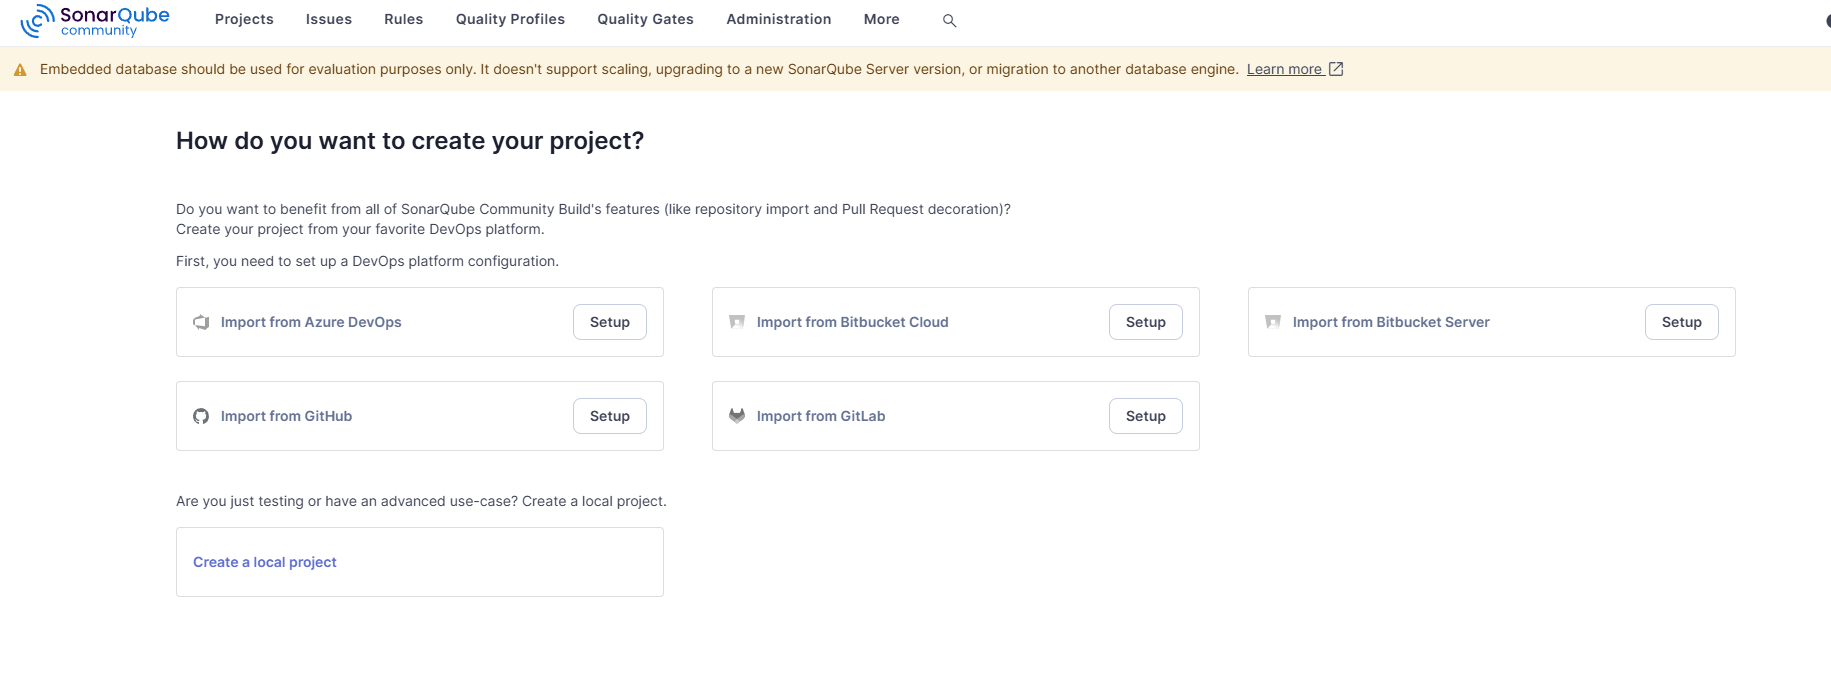 SonarQube
community
Projects Issues Rules Quality Profiles Quality Gates Administration More
Embedded database should be used for evaluation purposes only. It doesn't support scaling, upgrading to a new SonarQube Server version, or migration to another database engine. Learn more
How do you want to create your project?
Do you want to benefit from all of SonarQube Community Build's features (like repository import and Pull Request decoration)?
Create your project from your favorite DevOps platform.
First, you need to set up a DevOps platform configuration.
Import from Azure DevOps Setup Import from Bitbucket Cloud Setup Import from Bitbucket Server Setup
Import from GitHub Setup Import from GitLab Setup
Are you just testing or have an advanced use-case? Create a local project.
Create a local project